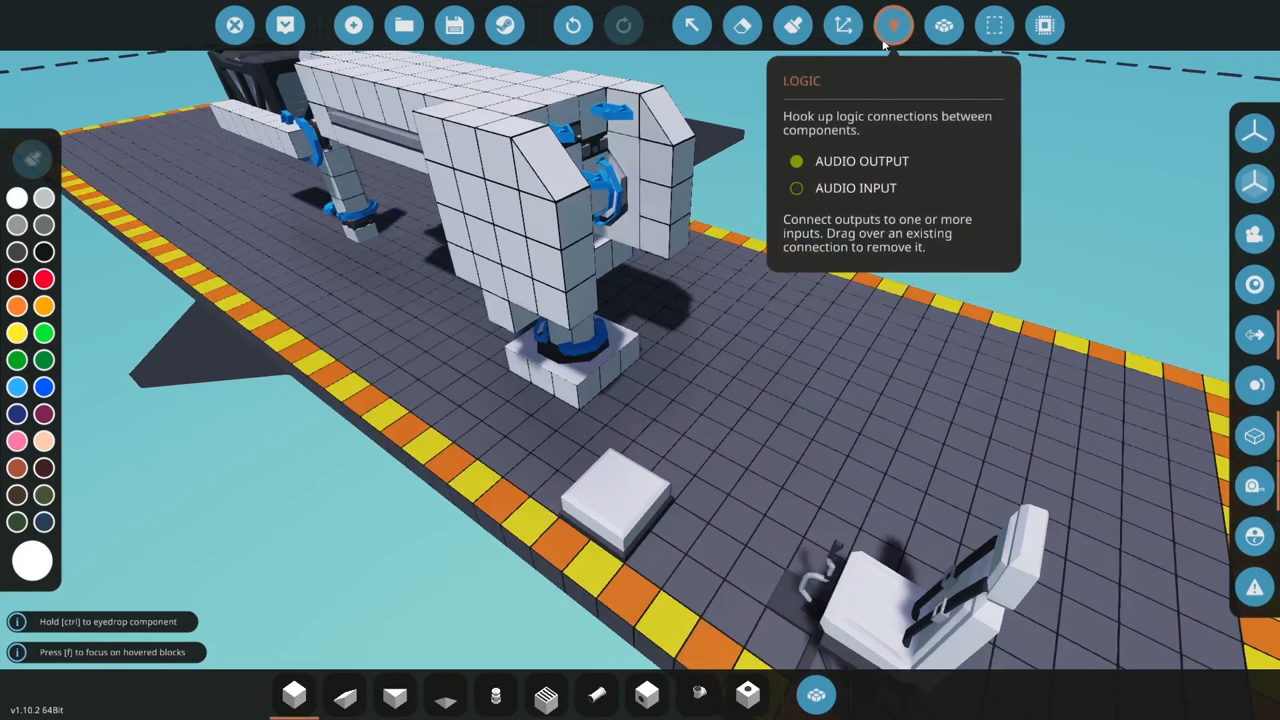 LOGIC
Hook up logic connections between
components.
AUDIO OUTPUT
AUDIO INPUT
Connect outputs to one or more
inputs. Drag over an existing
connection to remove it.
Hold [ctrl] to eyedrop component
Press [f] to focus on hovered blocks
v1.10.2 64Bit